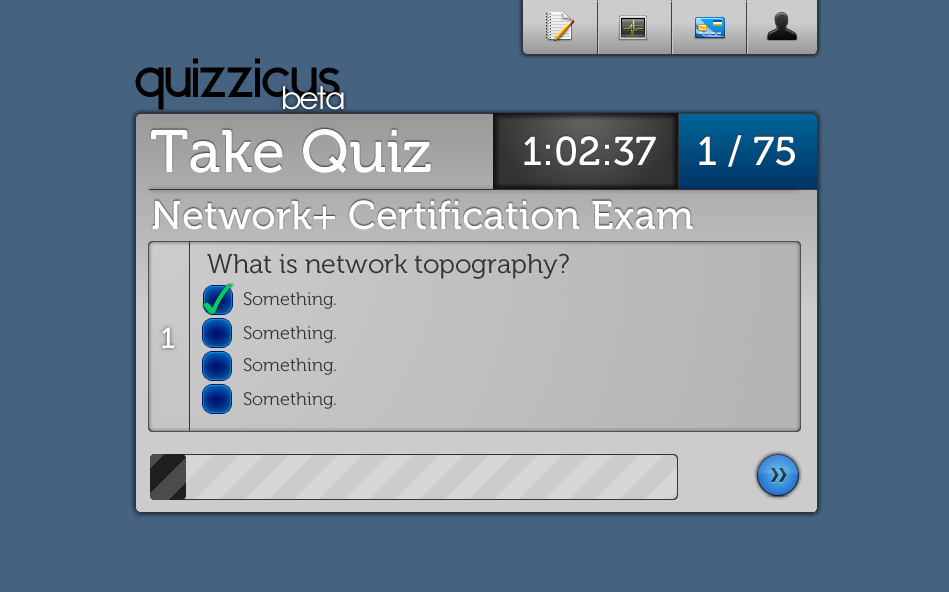 quizzicus
beta
Take Quiz
1:02:37
1 / 75
Network+ Certification Exam
1
What is network topography?
Something.
Something.
Something.
Something.